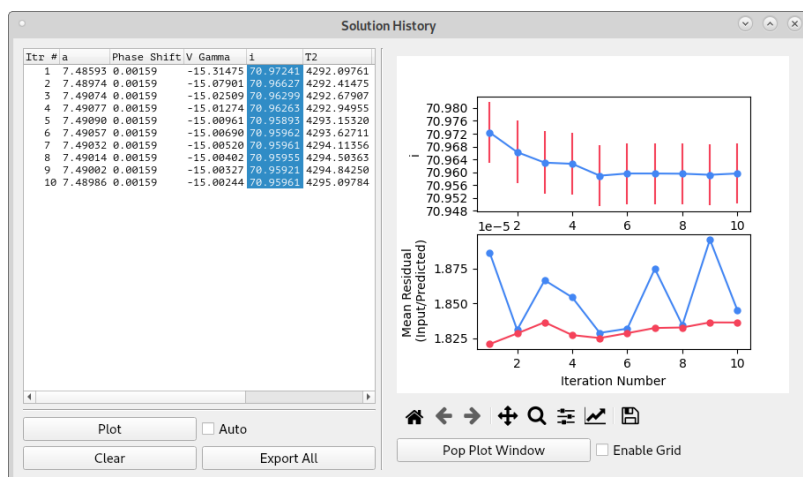 Solution History
Itr # a Phase Shift V Gamma i T2
1 7.48593 0.00159 -15.31475 70.97241 4292.09761
2 7.48974 0.00159 -15.07901 70.96627 4292.41475
3 7.49074 0.00159 -15.02509 70.96299 4292.67907
4 7.49077 0.00159 -15.01274 70.96263 4292.94955
5 7.49090 0.00159 -15.00961 70.95893 4293.15320
6 7.49057 0.00159 -15.00690 70.95962 4293.62711
7 7.49032 0.00159 -15.00520 70.95961 4294.11356
8 7.49014 0.00159 -15.00402 70.95955 4294.50363
9 7.49002 0.00159 -15.00327 70.95921 4294.84250
10 7.48986 0.00159 -15.00244 70.95961 4295.09784
Plot
Auto
Clear
Export All
70.980
70.976
70.972
70.968
70.964
70.960
70.956
70.952
70.948
i
2 4 6 8 10
1e-5
1.875
1.850
1.825
Mean Residual
(Input/Predicted)
2 4 6 8 10
Iteration Number
Pop Plot Window
Enable Grid